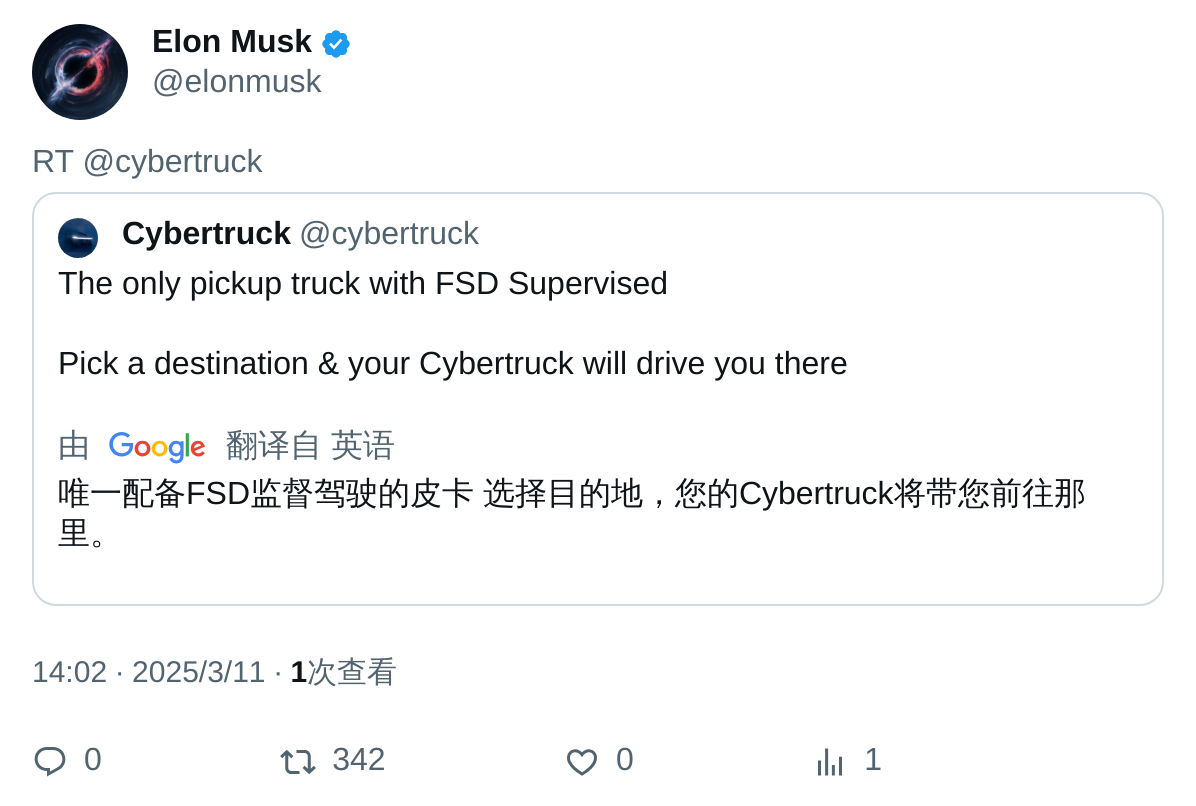 Elon Musk
@elonmusk
RT @cybertruck
Cybertruck @cybertruck
The only pickup truck with FSD Supervised
Pick a destination & your Cybertruck will drive you there
由 Google 翻译自 英语
唯一配备FSD监督驾驶的皮卡 选择目的地，您的Cybertruck将带您前往那
里。
14:02 · 2025/3/11 · 1次查看
0 342 0 1